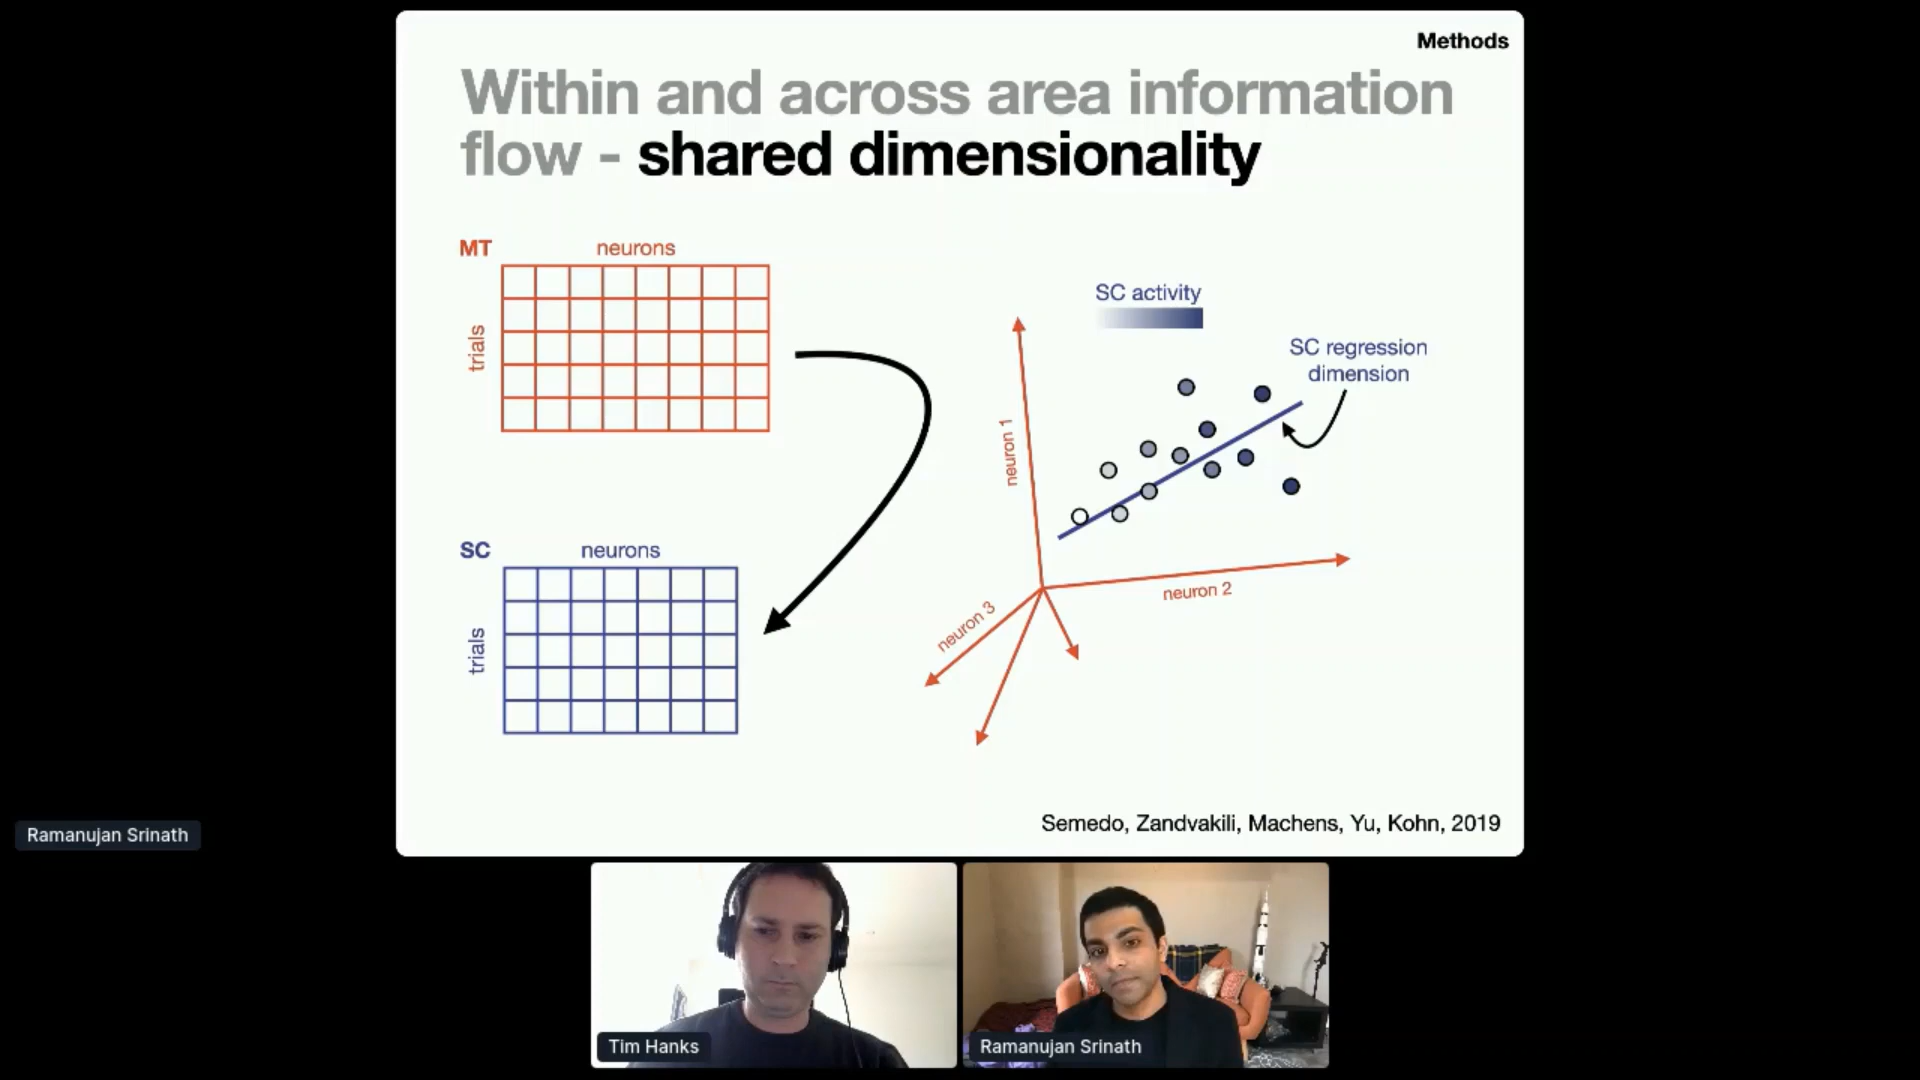 Methods
Within and across area information
flow - shared dimensionality
MT
neurons
trials
SC activity
SC regression
dimension
neuron 1
neuron 2
neuron 3
SC
neurons
trials
Semedo, Zandvakili, Machens, Yu, Kohn, 2019
Ramanujan Srinath
Tim Hanks
Ramanujan Srinath